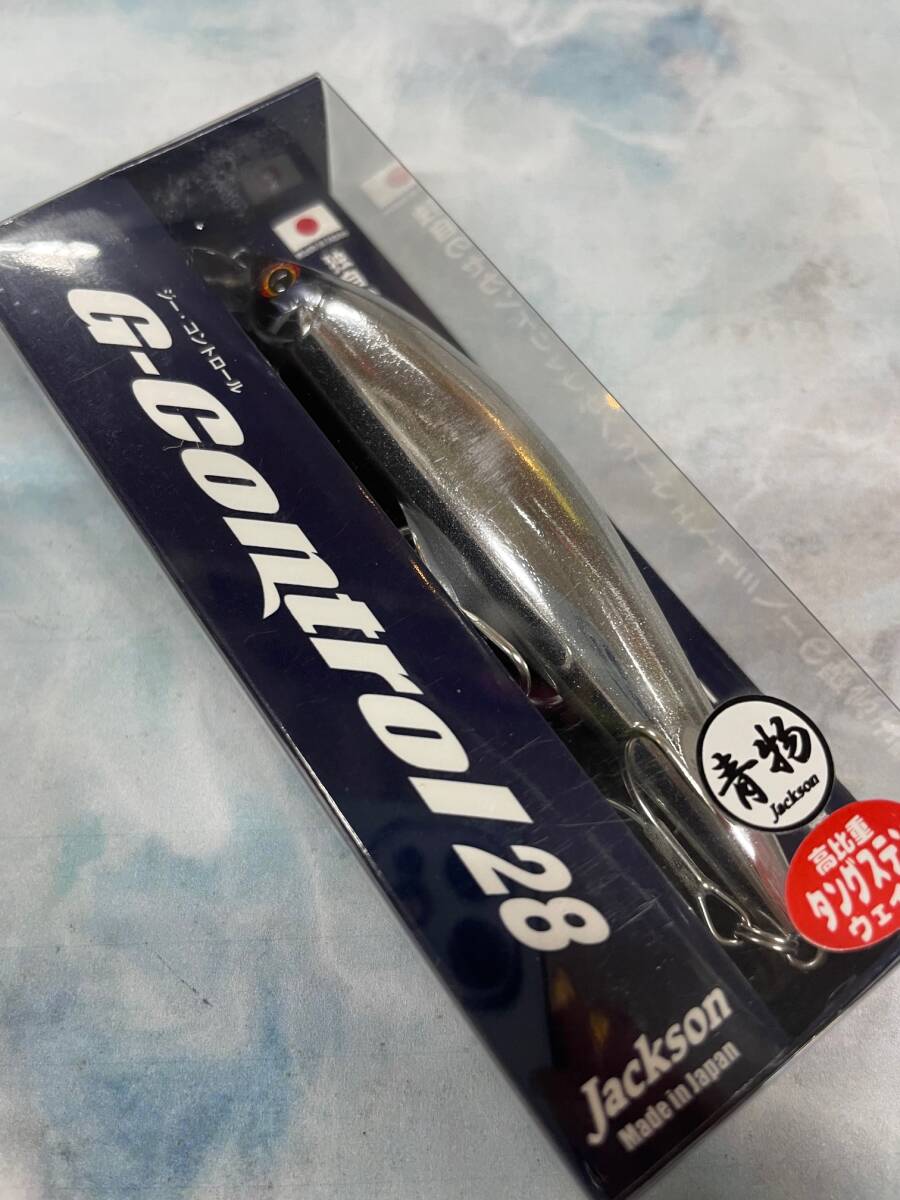 ジー・コントロール
G-Control 28
青物
Jackson
高比重
タングステン
ウェイ
Jackson
Made in Japan